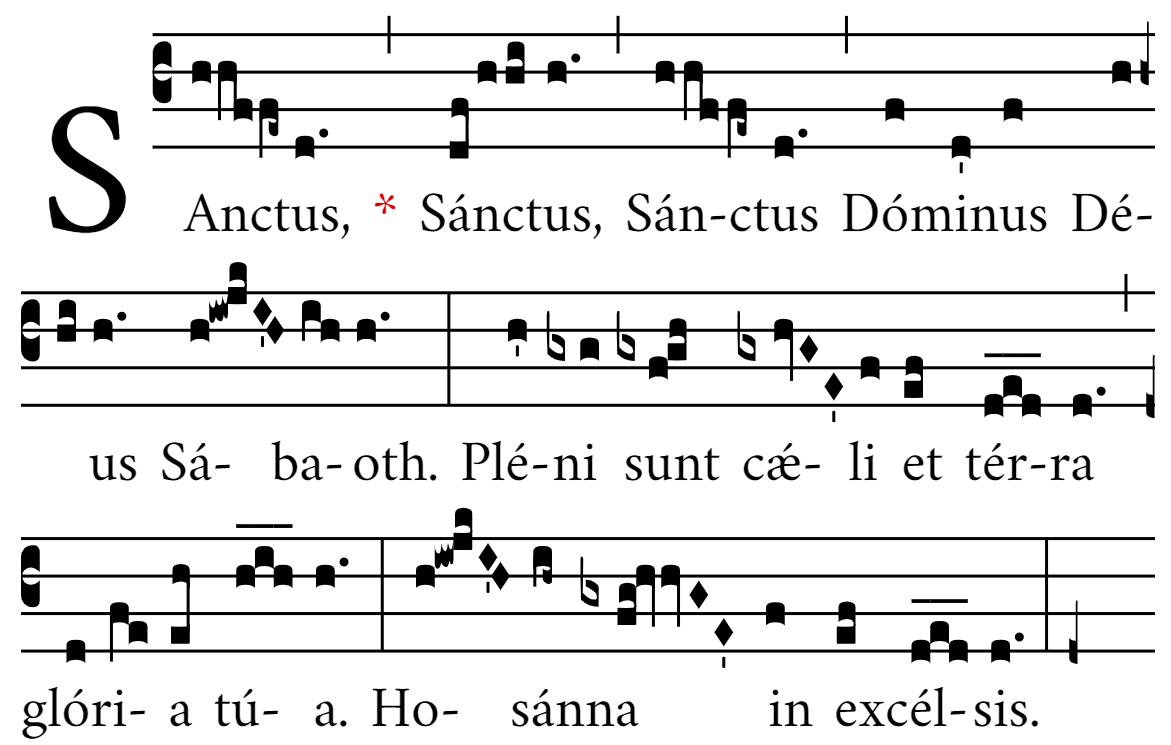 SAnctus, * Sánctus, Sán-ctus Dóminus Dé-
us Sá- ba-oth. Plé-ni sunt cǽ- li et tér-ra
glóri- a tú- a. Ho- sánna in excél-sis.